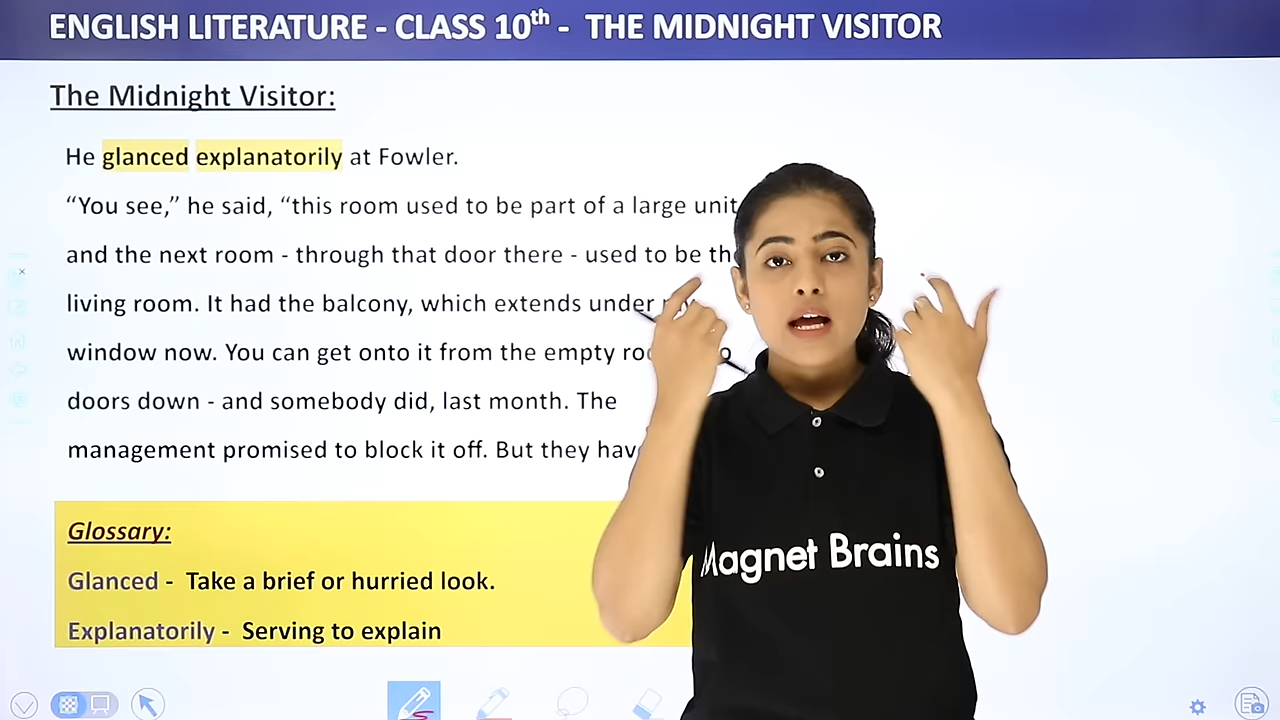 ENGLISH LITERATURE - CLASS 10th - THE MIDNIGHT VISITOR
The Midnight Visitor:
He glanced explanatorily at Fowler.
“You see,” he said, “this room used to be part of a large unit
and the next room - through that door there - used to be
living room. It had the balcony, which extends under
window now. You can get onto it from the empty
doors down - and somebody did, last month. The
management promised to block it off. But they
Glossary:
Glanced - Take a brief or hurried look.
Explanatorily - Serving to explain
Magnet Brains